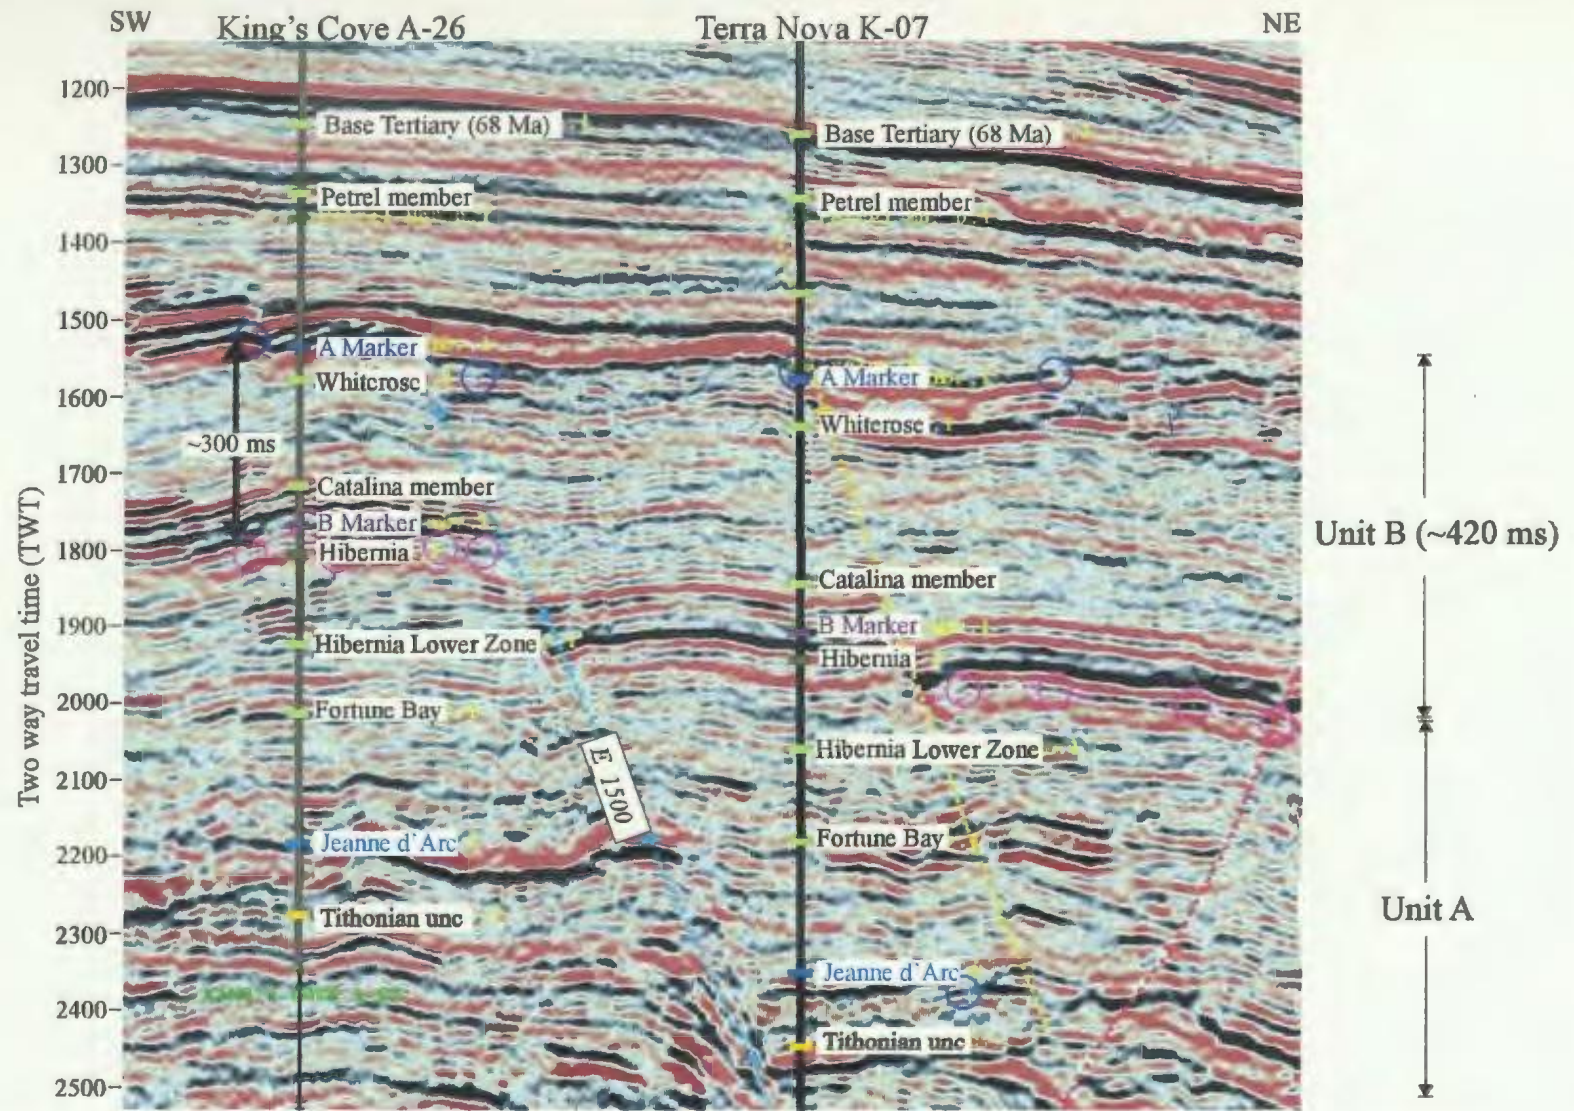 SW
King's Cove A-26
Terra Nova K-07
NE
1200
1300
1400
1500
1600
1700
1800
1900
2000
2100
2200
2300
2400
2500
Two way travel time (TWT)
Base Tertiary (68 Ma)
Petrel member
A Marker
Whiterose
~300 ms
Catalina member
B Marker
Hibernia
Hibernia Lower Zone
Fortune Bay
E 1500
Jeanne d'Arc
Tithonian unc
Base Tertiary (68 Ma)
Petrel member
A Marker
Whiterose
Catalina member
B Marker
Hibernia
Hibernia Lower Zone
Fortune Bay
Jeanne d'Arc
Tithonian unc
Unit B (~420 ms)
Unit A